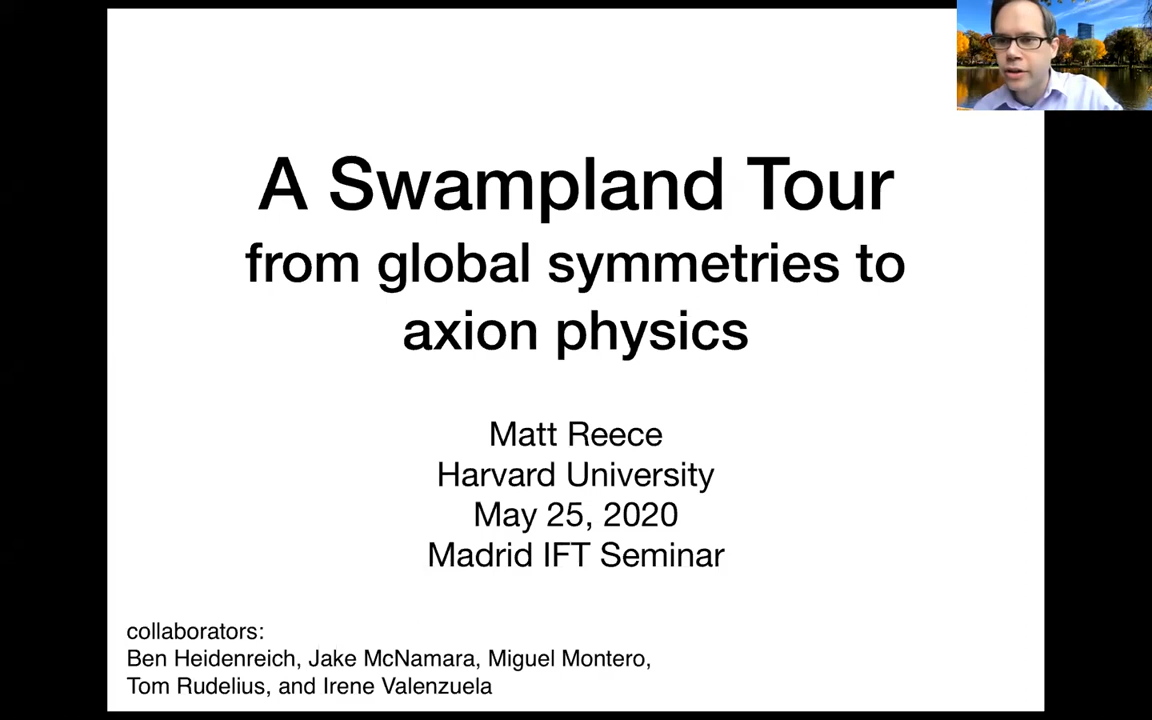 A Swampland Tour
from global symmetries to
axion physics
Matt Reece
Harvard University
May 25, 2020
Madrid IFT Seminar
collaborators:
Ben Heidenreich, Jake McNamara, Miguel Montero,
Tom Rudelius, and Irene Valenzuela